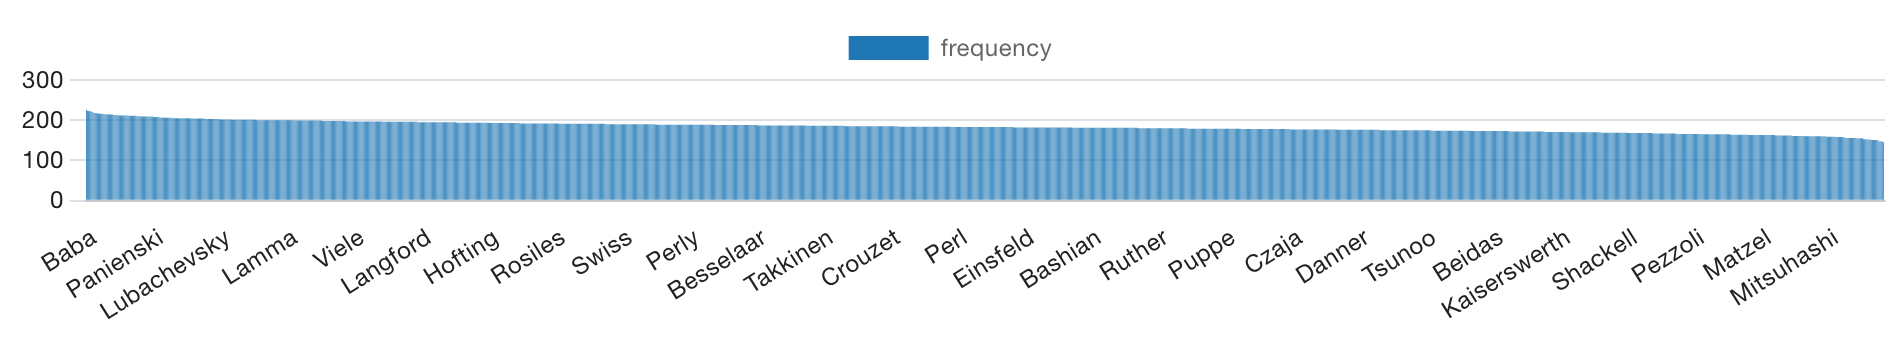 frequency
300
200
100
0
Baba
Panienski
Lubachevsky
Lamma
Viele
Langford
Hofting
Rosiles
Swiss
Perly
Besselaar
Takkinen
Crouzet
Perl
Einsfeld
Bashian
Ruther
Puppe
Czaja
Danner
Tsunoo
Beidas
Kaiserswerth
Shackell
Pezzoli
Matzel
Mitsuhashi